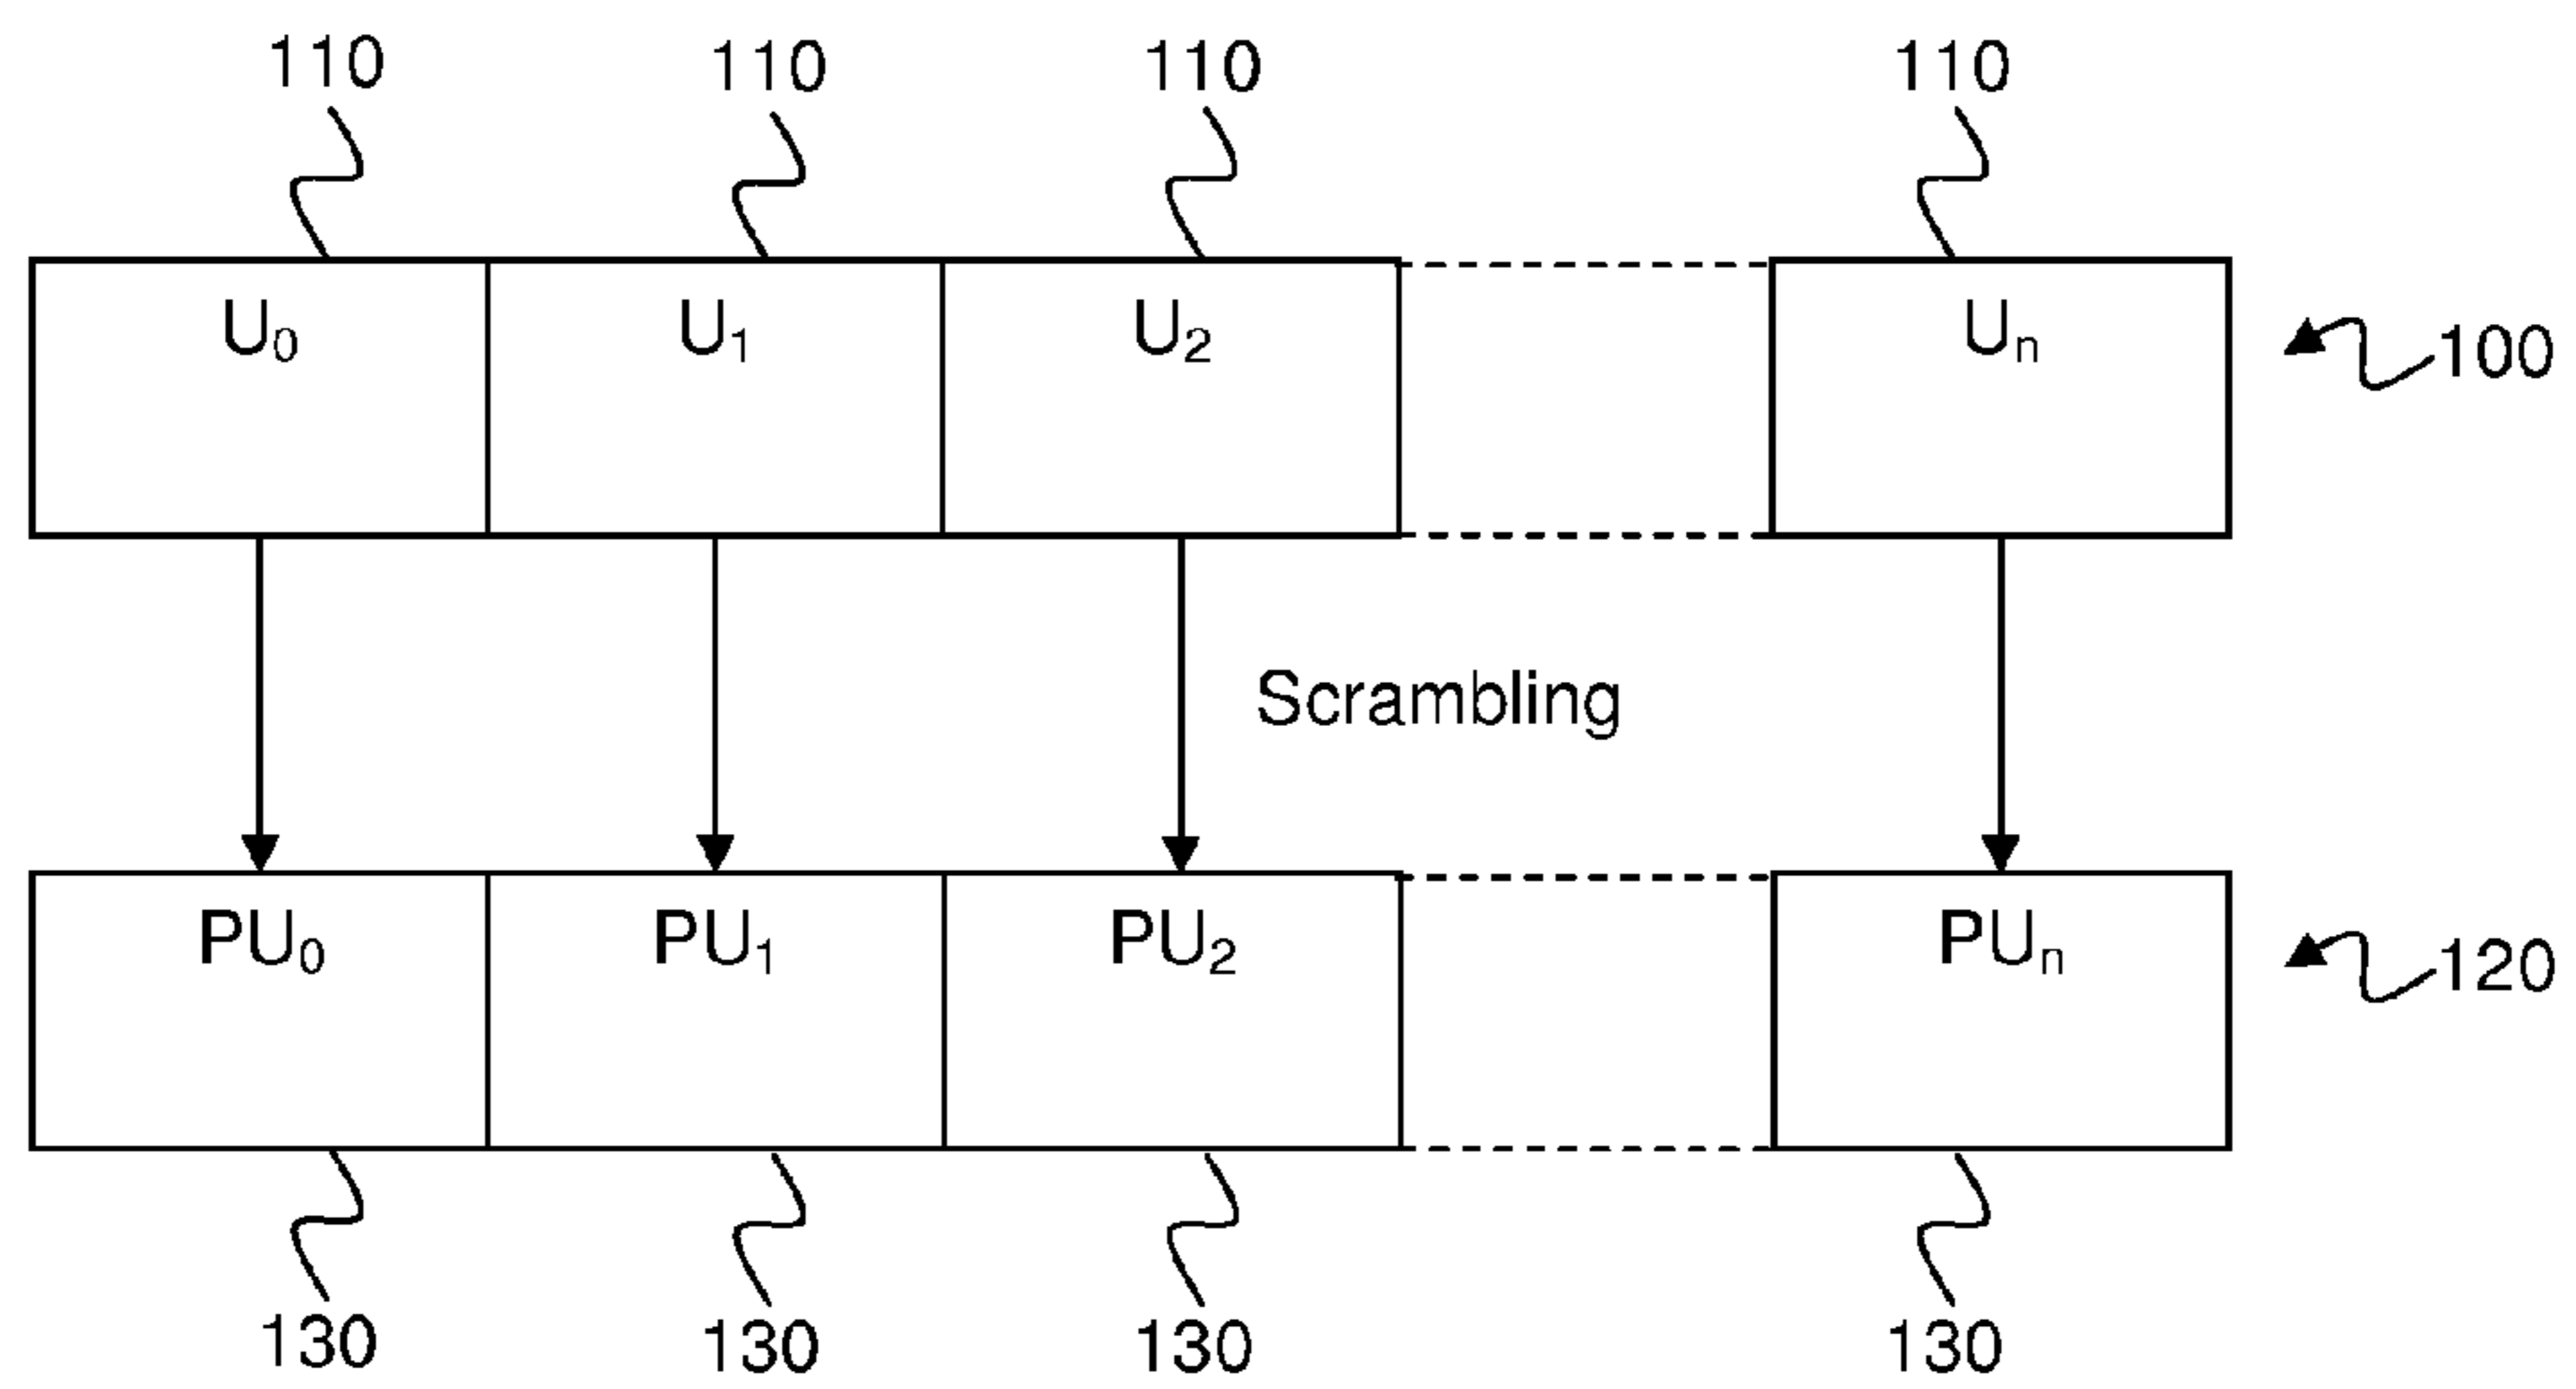 110 110 110 110
U₀ U₁ U₂ Uₙ 100
Scrambling
PU₀ PU₁ PU₂ PUₙ 120
130 130 130 130